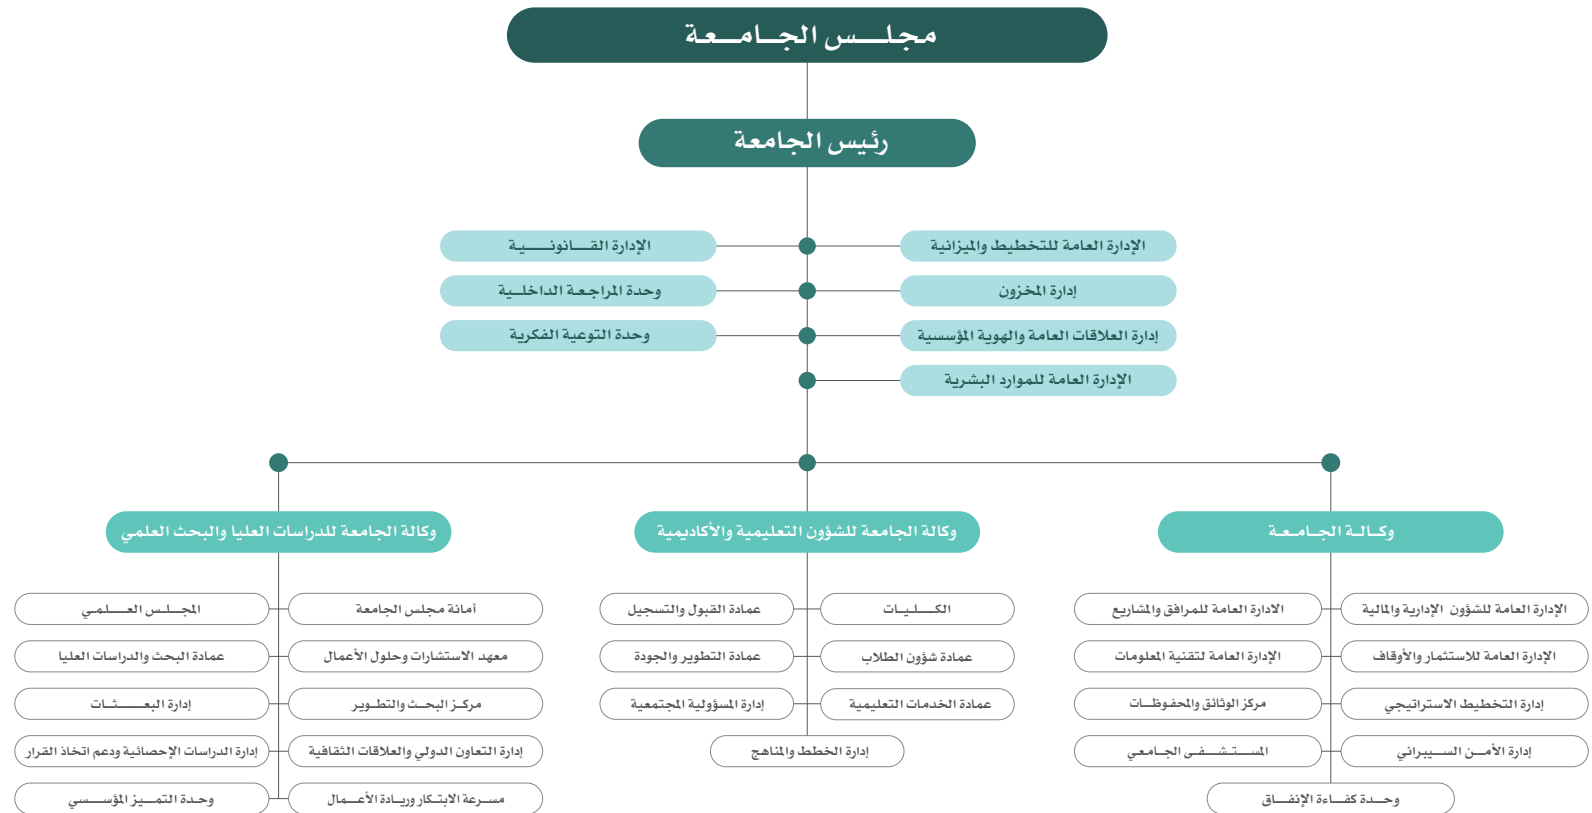 مجلس الجامعة
رئيس الجامعة
الإدارة العامة للتخطيط والميزانية
الإدارة القانونية
إدارة المخزون
وحدة المراجعة الداخلية
إدارة العلاقات العامة والهوية المؤسسية
وحدة التوعية الفكرية
الإدارة العامة للموارد البشرية
وكالة الجامعة
وكالة الجامعة للشؤون التعليمية والأكاديمية
وكالة الجامعة للدراسات العليا والبحث العلمي
الإدارة العامة للشؤون الإدارية والمالية
الادارة العامة للمرافق والمشاريع
الإدارة العامة للاستثمار والأوقاف
الإدارة العامة لتقنية المعلومات
إدارة التخطيط الاستراتيجي
مركز الوثائق والمحفوظات
إدارة الأمن السيبراني
المستشفى الجامعي
وحدة كفاءة الإنفاق
الكليات
عمادة القبول والتسجيل
عمادة شؤون الطلاب
عمادة التطوير والجودة
عمادة الخدمات التعليمية
إدارة المسؤولية المجتمعية
إدارة الخطط والمناهج
أمانة مجلس الجامعة
المجلس العلمي
معهد الاستشارات وحلول الأعمال
عمادة البحث والدراسات العليا
مركز البحث والتطوير
إدارة البعثات
إدارة التعاون الدولي والعلاقات الثقافية
إدارة الدراسات الإحصائية ودعم اتخاذ القرار
مسرعة الابتكار وريادة الأعمال
وحدة التميز المؤسسي